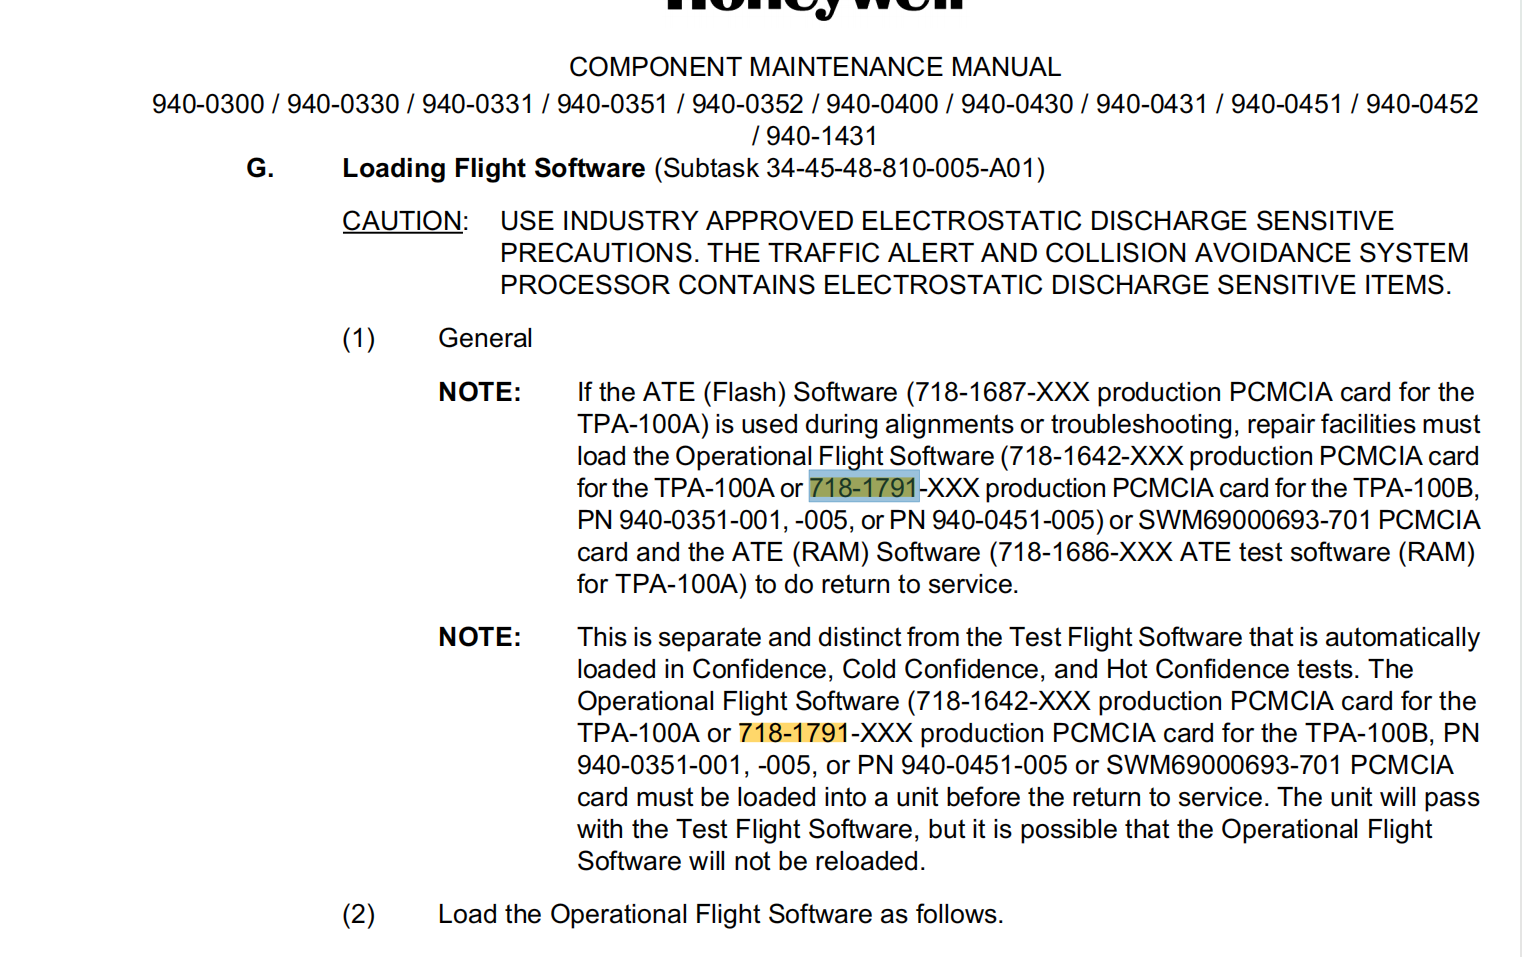 Honeywell
COMPONENT MAINTENANCE MANUAL
940-0300 / 940-0330 / 940-0331 / 940-0351 / 940-0352 / 940-0400 / 940-0430 / 940-0431 / 940-0451 / 940-0452
/ 940-1431
G. Loading Flight Software (Subtask 34-45-48-810-005-A01)
CAUTION: USE INDUSTRY APPROVED ELECTROSTATIC DISCHARGE SENSITIVE
PRECAUTIONS. THE TRAFFIC ALERT AND COLLISION AVOIDANCE SYSTEM
PROCESSOR CONTAINS ELECTROSTATIC DISCHARGE SENSITIVE ITEMS.
(1) General
NOTE: If the ATE (Flash) Software (718-1687-XXX production PCMCIA card for the
TPA-100A) is used during alignments or troubleshooting, repair facilities must
load the Operational Flight Software (718-1642-XXX production PCMCIA card
for the TPA-100A or 718-1791-XXX production PCMCIA card for the TPA-100B,
PN 940-0351-001, -005, or PN 940-0451-005) or SWM69000693-701 PCMCIA
card and the ATE (RAM) Software (718-1686-XXX ATE test software (RAM)
for TPA-100A) to do return to service.
NOTE: This is separate and distinct from the Test Flight Software that is automatically
loaded in Confidence, Cold Confidence, and Hot Confidence tests. The
Operational Flight Software (718-1642-XXX production PCMCIA card for the
TPA-100A or 718-1791-XXX production PCMCIA card for the TPA-100B, PN
940-0351-001, -005, or PN 940-0451-005 or SWM69000693-701 PCMCIA
card must be loaded into a unit before the return to service. The unit will pass
with the Test Flight Software, but it is possible that the Operational Flight
Software will not be reloaded.
(2) Load the Operational Flight Software as follows.